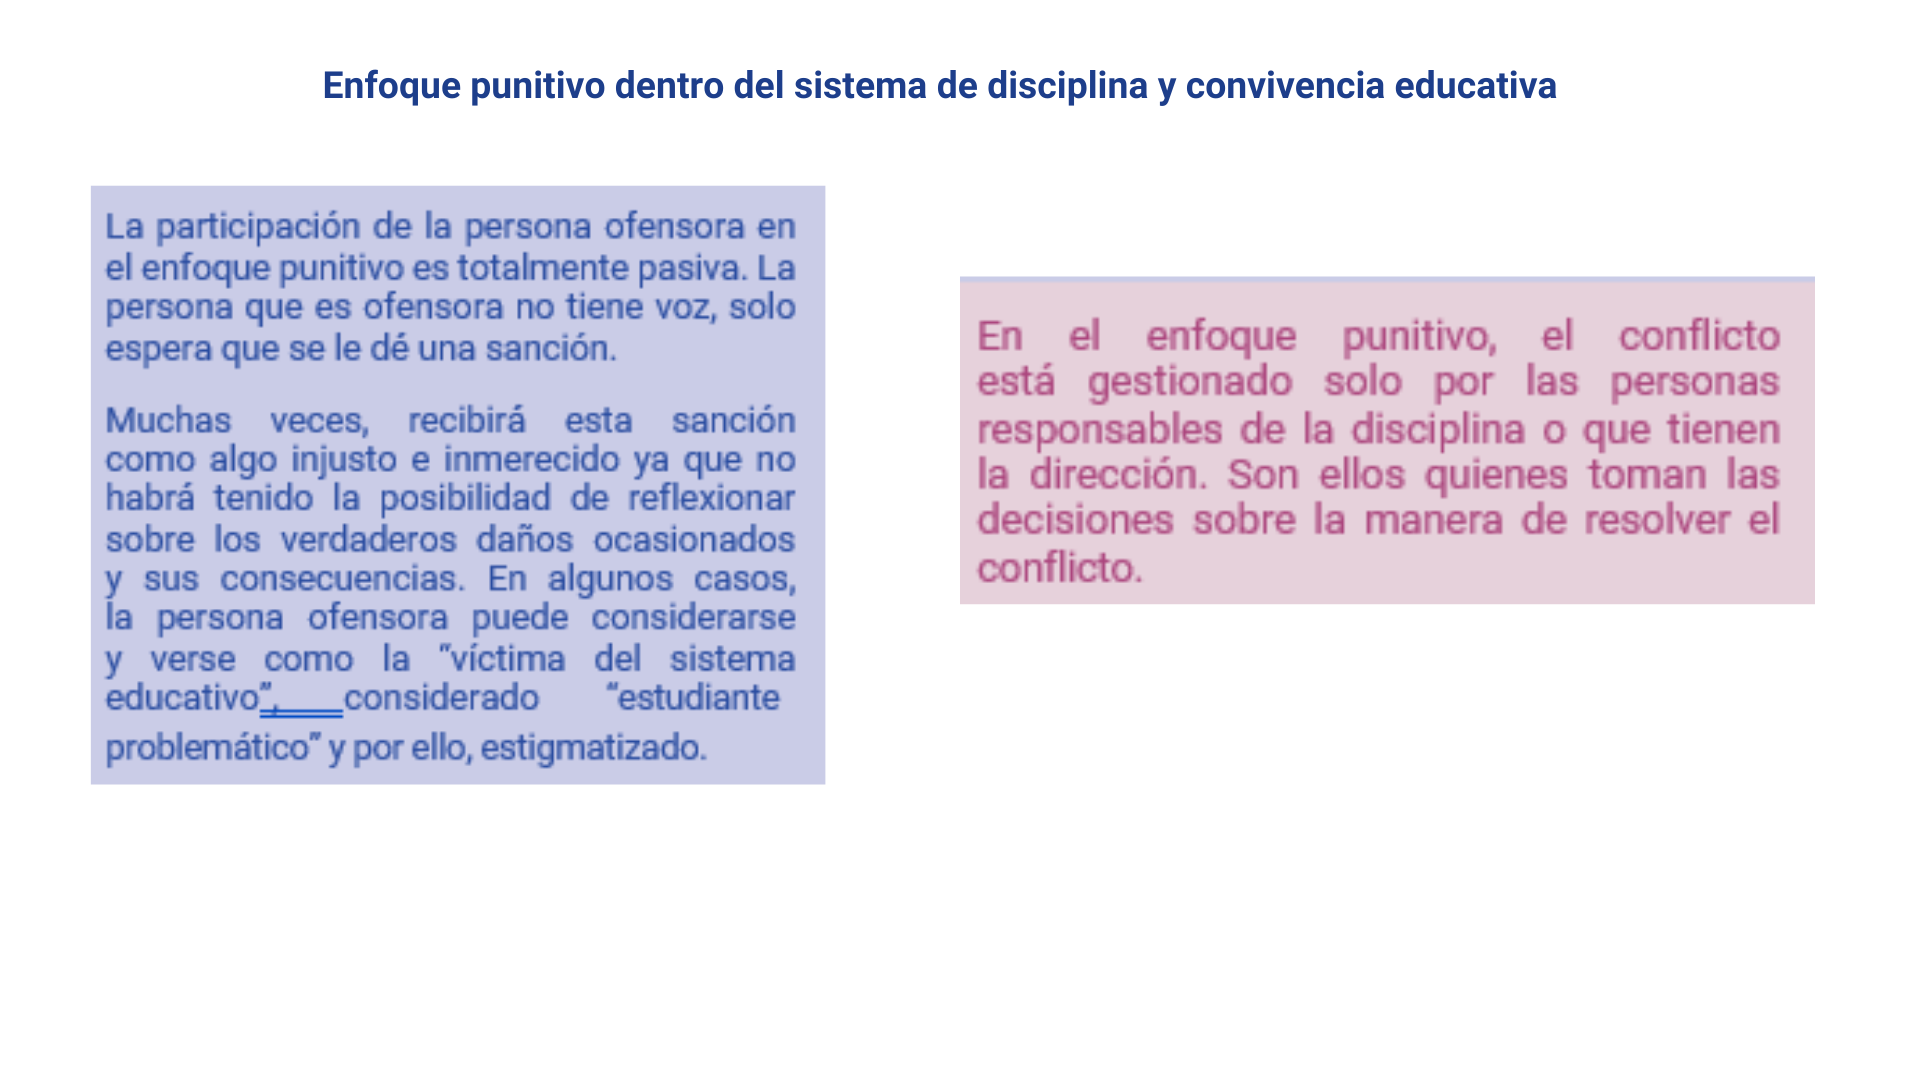 Enfoque punitivo dentro del sistema de disciplina y convivencia educativa
La participación de la persona ofensora en
el enfoque punitivo es totalmente pasiva. La
persona que es ofensora no tiene voz, solo
espera que se le dé una sanción.
Muchas veces, recibirá esta sanción
como algo injusto e inmerecido ya que no
habrá tenido la posibilidad de reflexionar
sobre los verdaderos daños ocasionados
y sus consecuencias. En algunos casos,
la persona ofensora puede considerarse
y verse como la “víctima del sistema
educativo”, considerado “estudiante
problemático” y por ello, estigmatizado.
En el enfoque punitivo, el conflicto
está gestionado solo por las personas
responsables de la disciplina o que tienen
la dirección. Son ellos quienes toman las
decisiones sobre la manera de resolver el
conflicto.